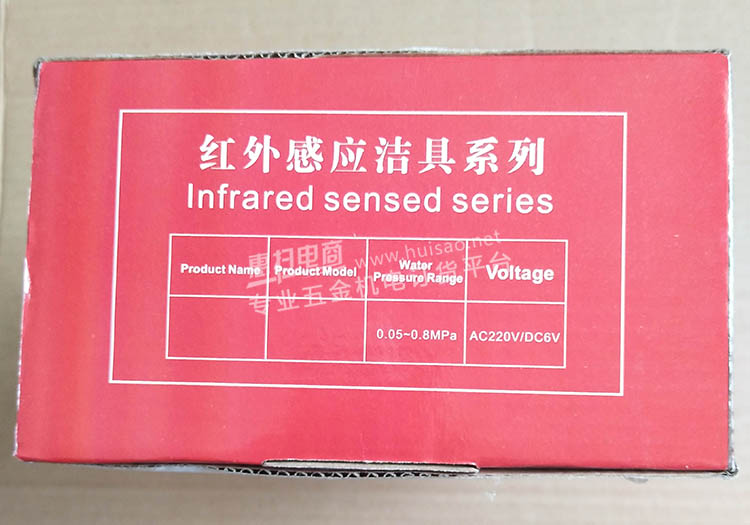 红外感应洁具系列
Infrared sensed series
Product Name
Product Model
Water
Pressure Range
Voltage
0.05~0.8MPa
AC220V/DC6V
惠扫电商 www.huisao.net
专业五金机电订货平台